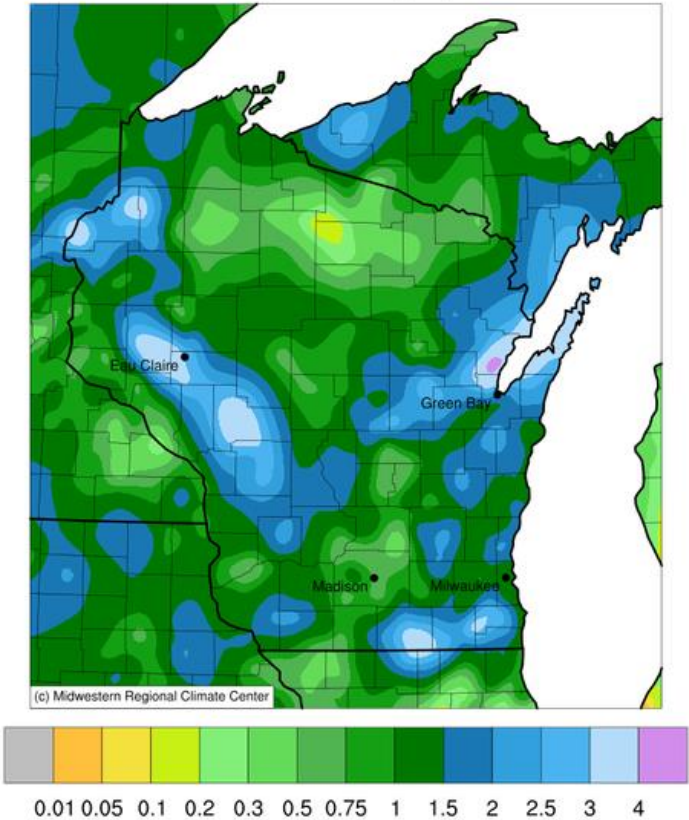 Eau Claire
Green Bay
Madison
Milwaukee
(c) Midwestern Regional Climate Center
0.01 0.05 0.1 0.2 0.3 0.5 0.75 1 1.5 2 2.5 3 4